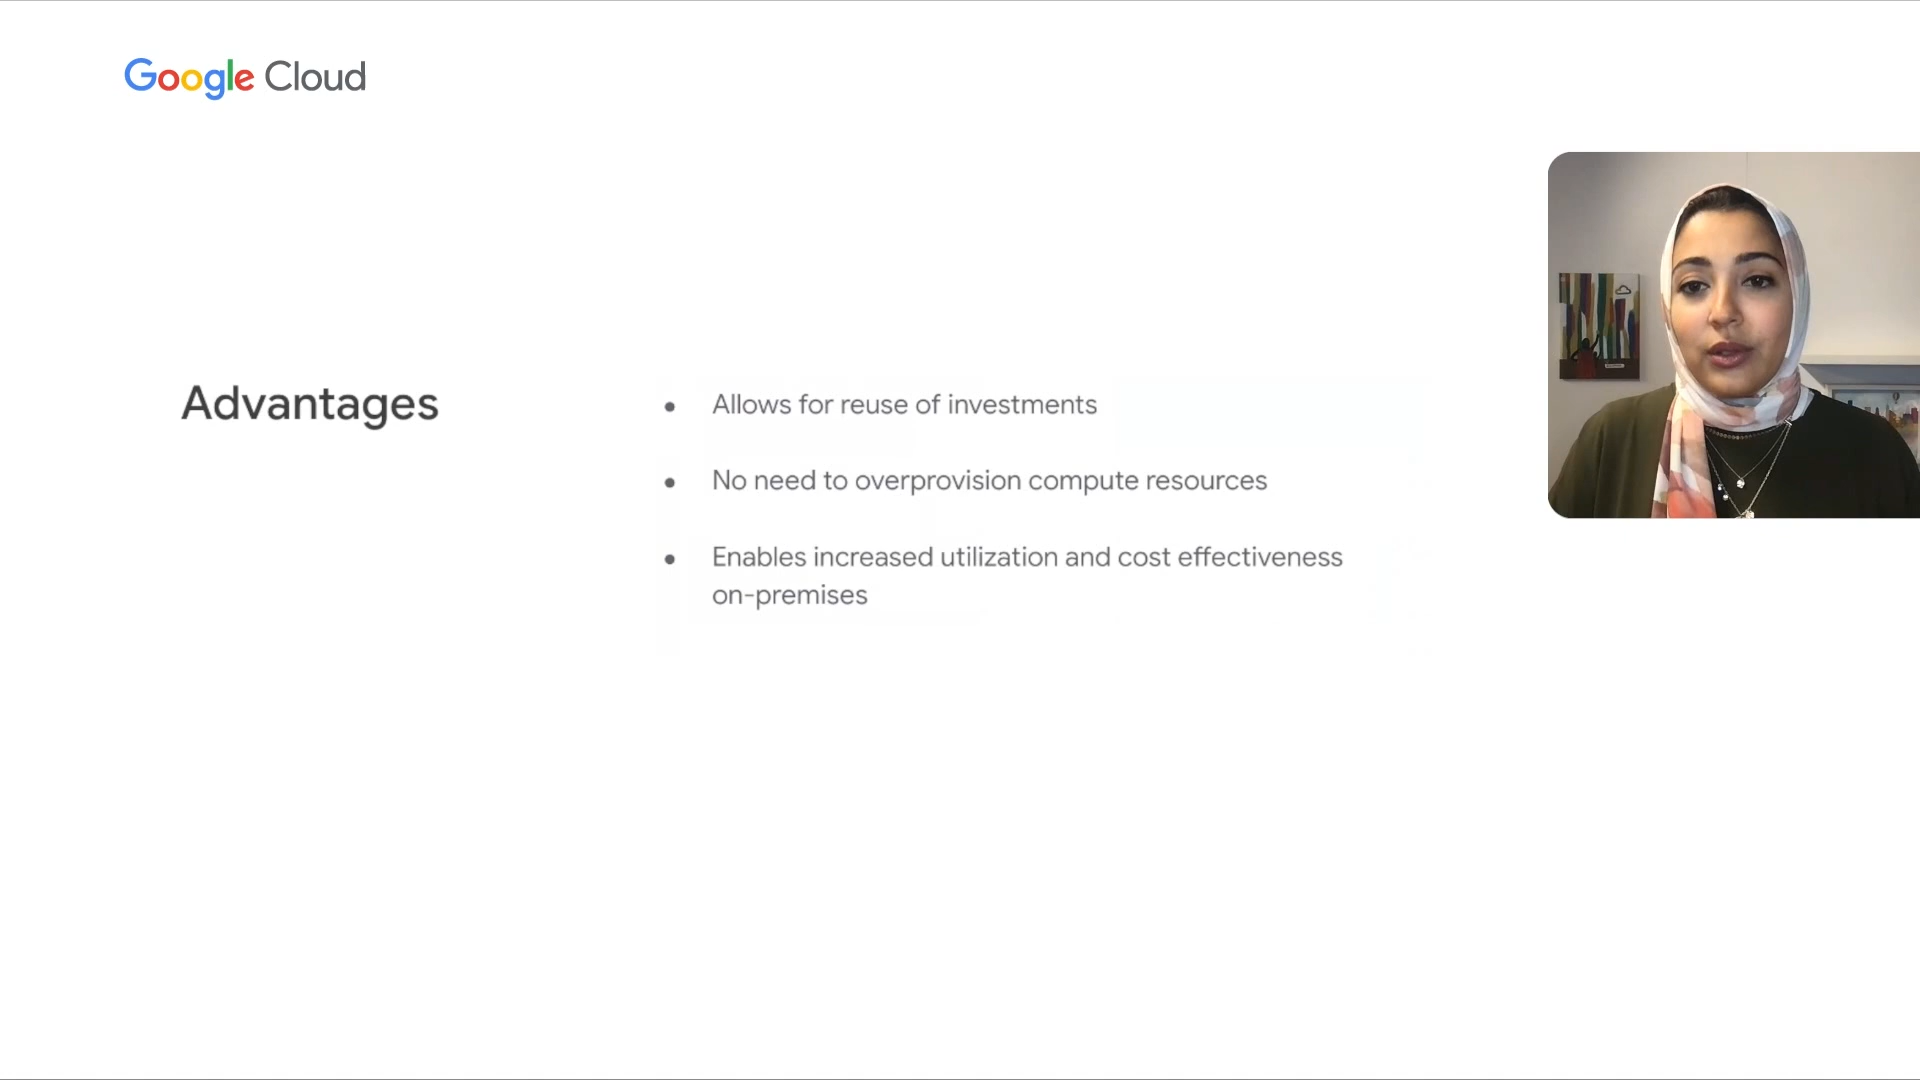 Google Cloud
Advantages
• Allows for reuse of investments
• No need to overprovision compute resources
• Enables increased utilization and cost effectiveness
on-premises